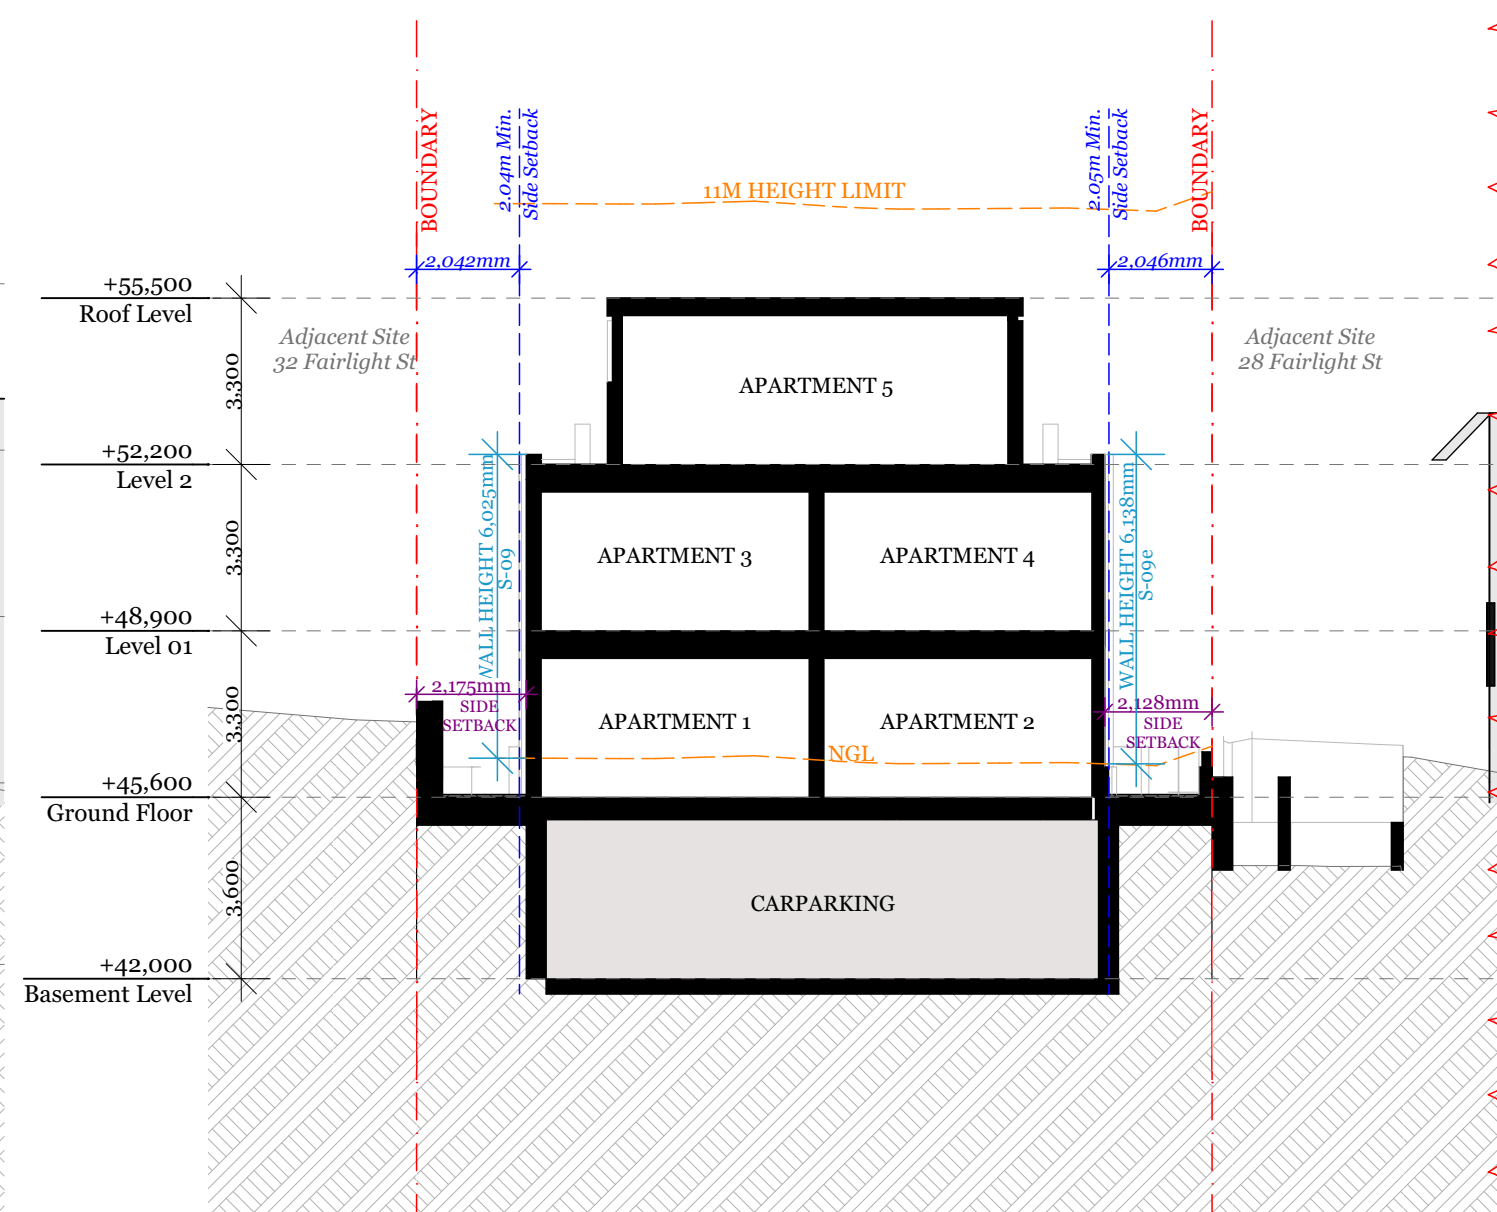 BOUNDARY
2.04m Min.
Side Setback
11M HEIGHT LIMIT
2.05m Min.
Side Setback
BOUNDARY
2,042mm
2,046mm
+55,500
Roof Level
Adjacent Site
32 Fairlight St
Adjacent Site
28 Fairlight St
3,300
APARTMENT 5
+52,200
Level 2
WALL HEIGHT 6,025mm
S-09
WALL HEIGHT 6,138mm
S-09e
3,300
APARTMENT 3
APARTMENT 4
+48,900
Level 01
2,175mm
SIDE
SETBACK
2,128mm
SIDE
SETBACK
3,300
APARTMENT 1
APARTMENT 2
NGL
+45,600
Ground Floor
3,600
CARPARKING
+42,000
Basement Level